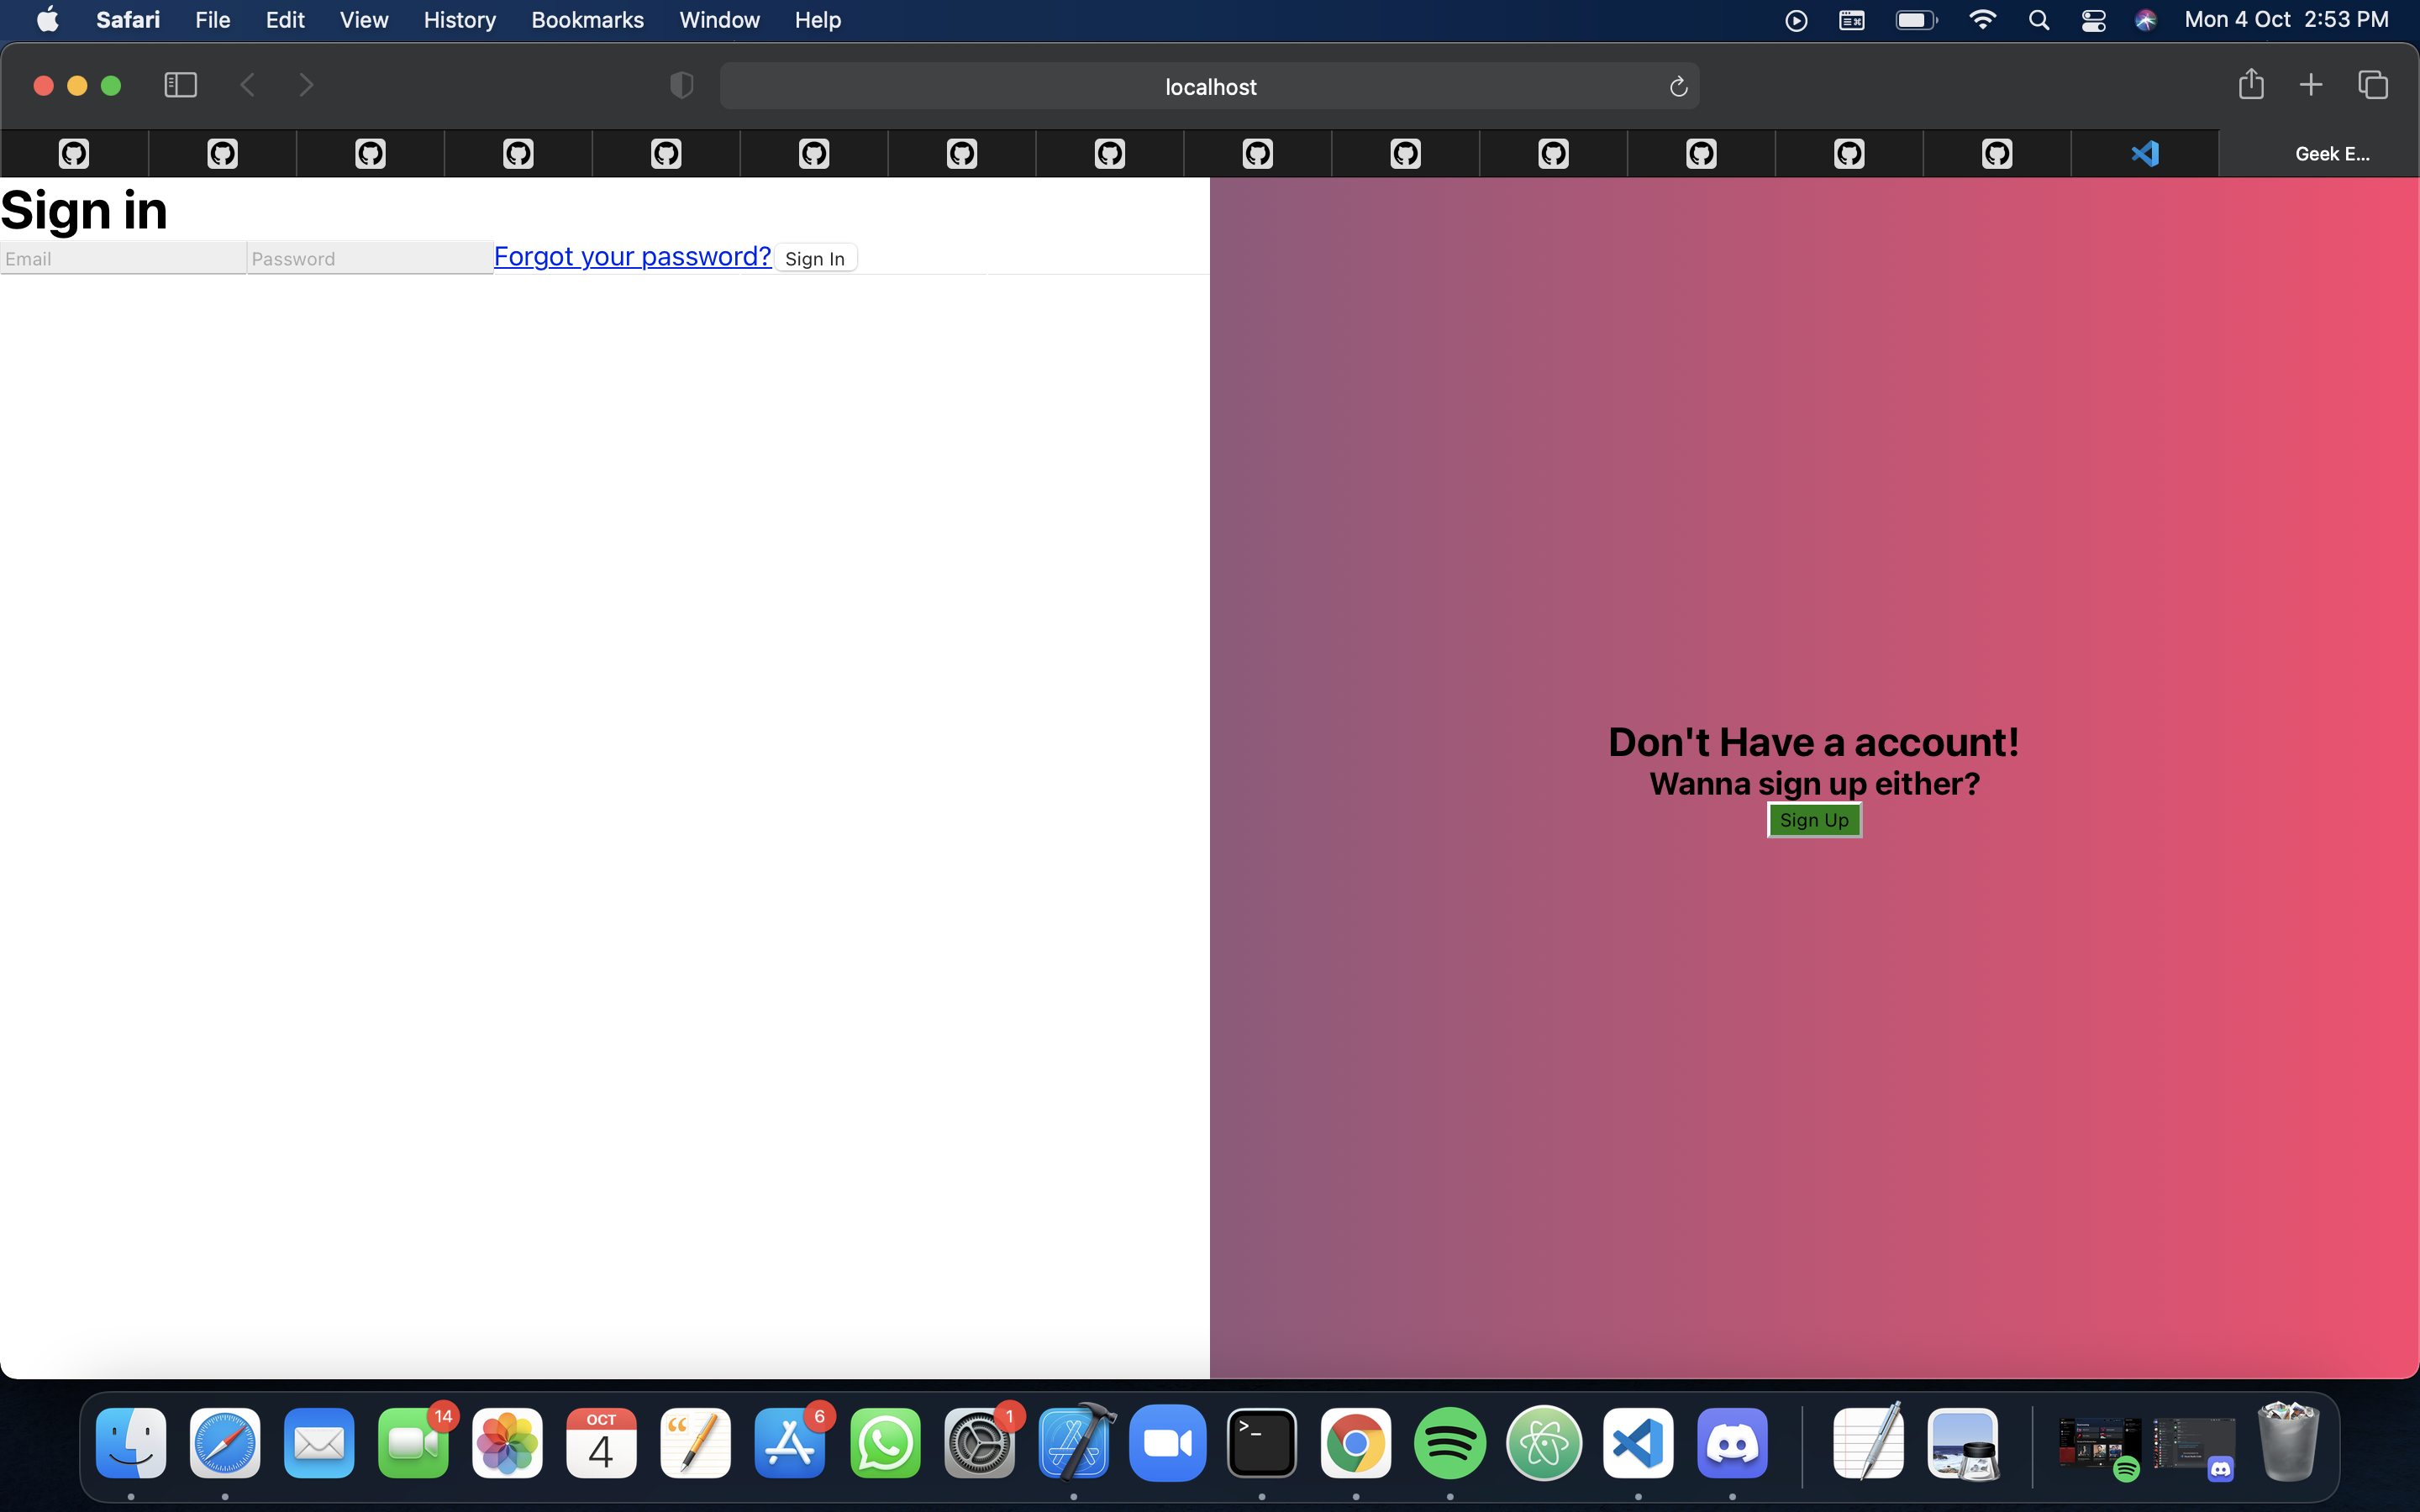 Safari File Edit View History Bookmarks Window Help Mon 4 Oct 2:53 PM
localhost
Geek E...
Sign in
Email Password Forgot your password? Sign In
Don't Have a account!
Wanna sign up either?
Sign Up
14 OCT 4 6 1 >_